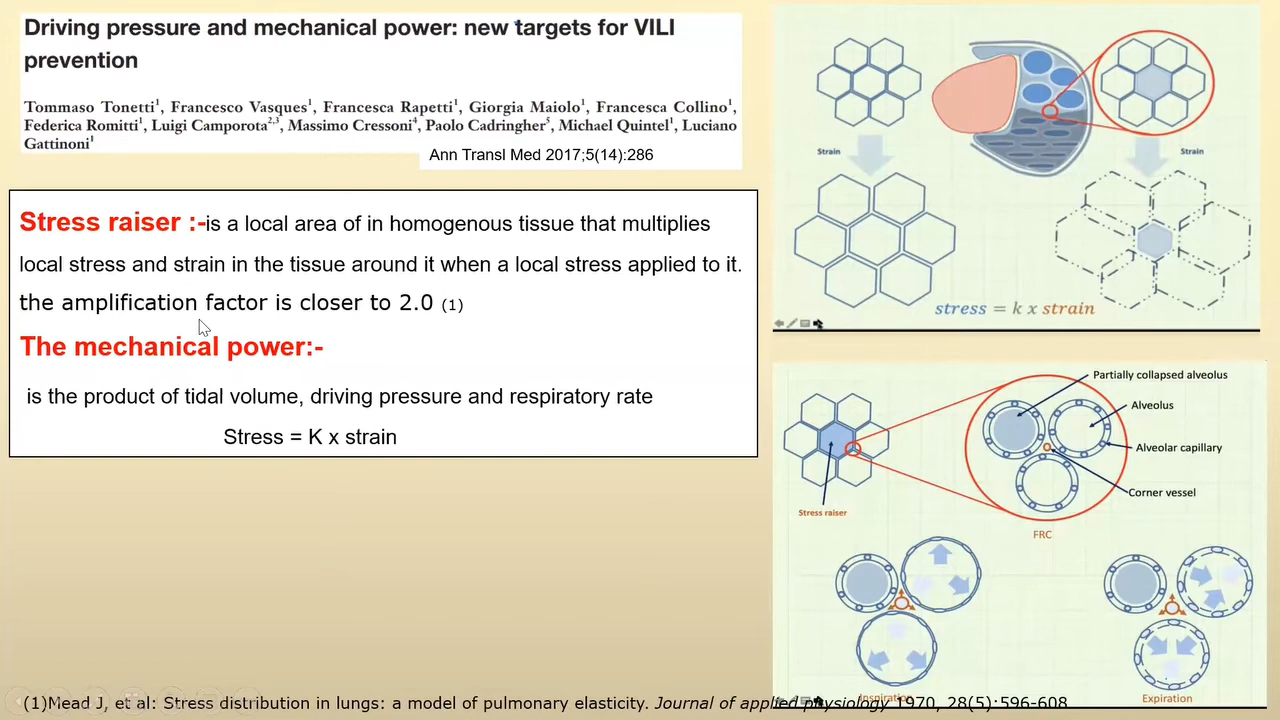 Driving pressure and mechanical power: new targets for VILI
prevention
Tommaso Tonetti1, Francesco Vasques1, Francesca Rapetti1, Giorgia Maiolo1, Francesca Collino1,
Federica Romitti1, Luigi Camporota2,3, Massimo Cressoni4, Paolo Cadringher5, Michael Quintel1, Luciano
Gattinoni1
Ann Transl Med 2017;5(14):286
Stress raiser :-is a local area of in homogenous tissue that multiplies
local stress and strain in the tissue around it when a local stress applied to it.
the amplification factor is closer to 2.0 (1)
The mechanical power:-
is the product of tidal volume, driving pressure and respiratory rate
Stress = K x strain
Strain
Strain
stress = k x strain
Partially collapsed alveolus
Alveolus
Alveolar capillary
Corner vessel
Stress raiser
FRC
Inspiration
Expiration
(1)Mead J, et al: Stress distribution in lungs: a model of pulmonary elasticity. Journal of applied physiology 1970, 28(5):596-608